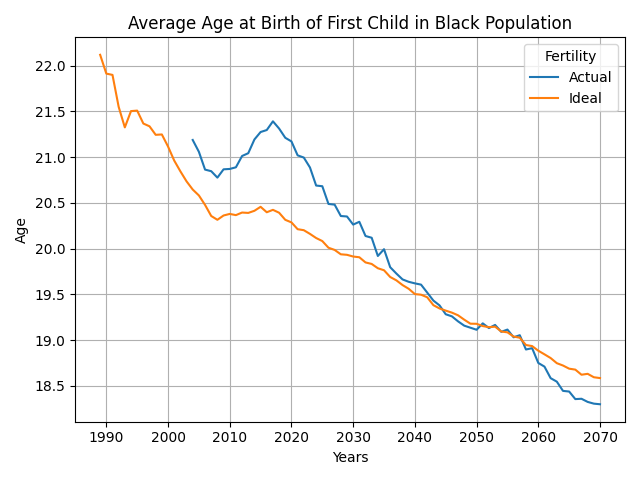 Average Age at Birth of First Child in Black Population
Fertility
Actual
Ideal
Age
22.0
21.5
21.0
20.5
20.0
19.5
19.0
18.5
1990 2000 2010 2020 2030 2040 2050 2060 2070
Years